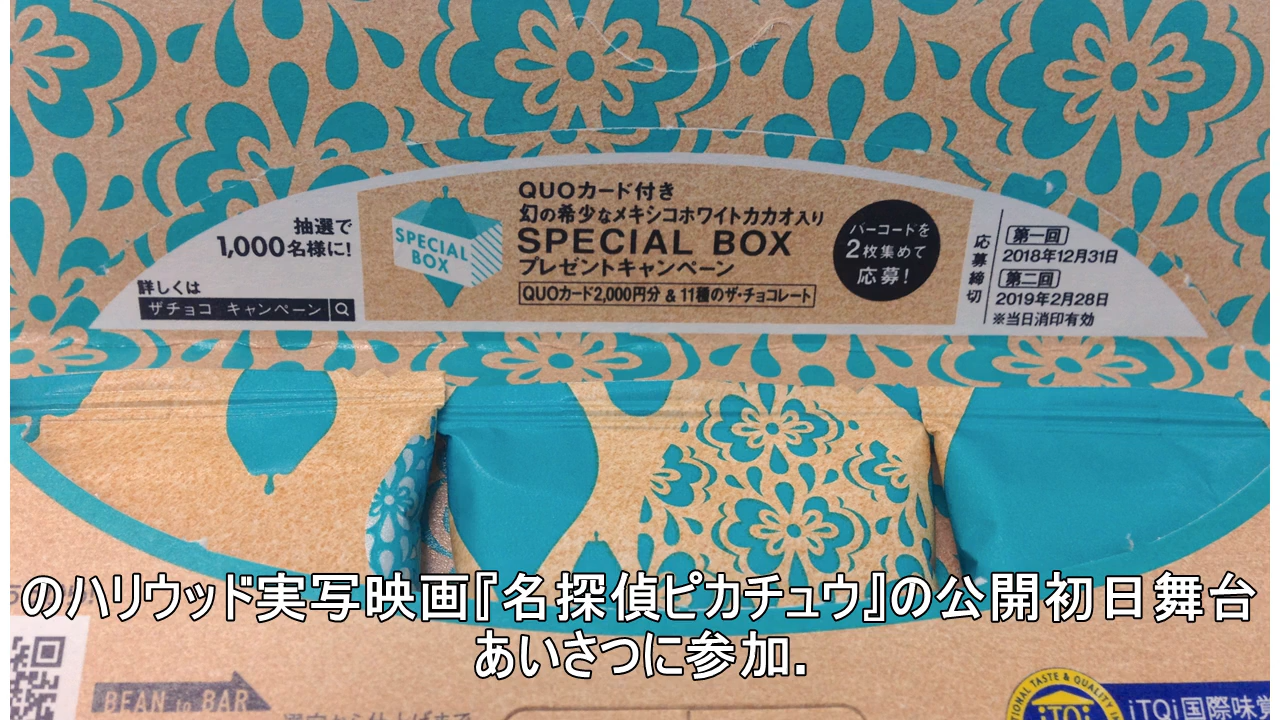 抽選で
1,000名様に!
詳しくは
ザチョコ キャンペーン
SPECIAL
BOX
QUOカード付き
幻の希少なメキシコホワイトカカオ入り
SPECIAL BOX
プレゼントキャンペーン
QUOカード2,000円分 & 11種のザ・チョコレート
バーコードを
2枚集めて
応募!
応募締切
第一回
2018年12月31日
第二回
2019年2月28日
※当日消印有効
のハリウッド実写映画『名探偵ピカチュウ』の公開初日舞台
あいさつに参加.
BEAN to BAR
TASTE & QUALITY
iTQi
iTQi国際味覚